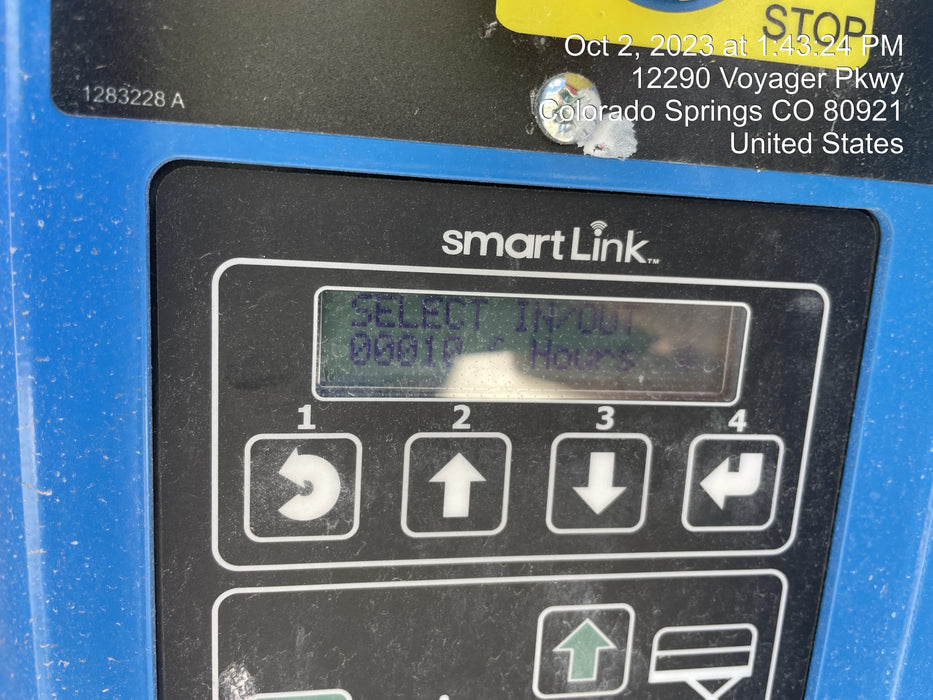 STOP
Oct 2, 2023 at 1:43:24 PM
12290 Voyager Pkwy
Colorado Springs CO 80921
United States
1283228 A
smartLink™
SELECT IN/OUT
Hours
1 2 3 4